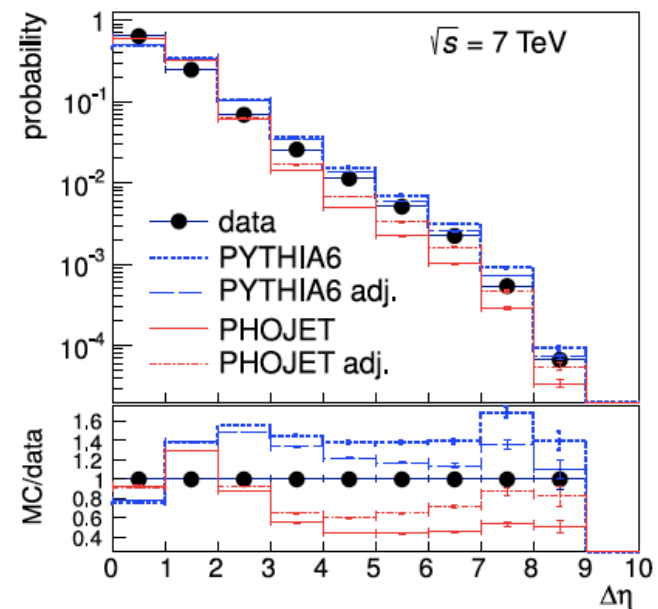 √s = 7 TeV
probability
1
10⁻¹
10⁻²
10⁻³
10⁻⁴
data
PYTHIA6
PYTHIA6 adj.
PHOJET
PHOJET adj.
MC/data
1.6
1.4
1.2
1
0.8
0.6
0.4
0 1 2 3 4 5 6 7 8 9 10
Δη